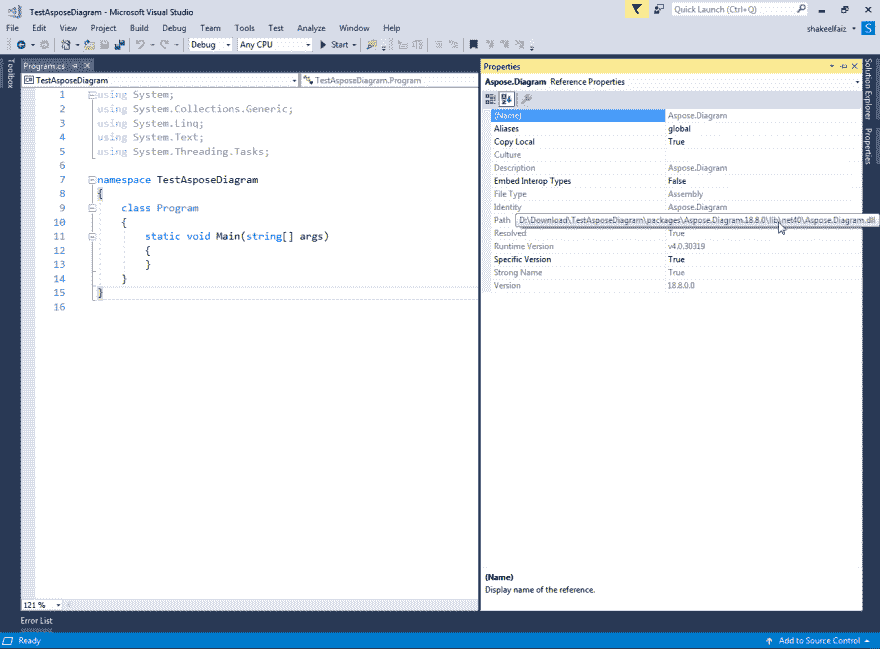 TestAsposeDiagram - Microsoft Visual Studio
Quick Launch (Ctrl+Q)
File Edit View Project Build Debug Team Tools Test Analyze Window Help
shakeelfaiz
S
Debug Any CPU Start
Toolbox
Program.cs
TestAsposeDiagram TestAsposeDiagram.Program
1 using System;
2 using System.Collections.Generic;
3 using System.Linq;
4 using System.Text;
5 using System.Threading.Tasks;
6
7 namespace TestAsposeDiagram
8 {
9 class Program
10 {
11 static void Main(string[] args)
12 {
13 }
14 }
15 }
16
121 %
Properties
Aspose.Diagram Reference Properties
(Name) Aspose.Diagram
Aliases global
Copy Local True
Culture
Description Aspose.Diagram
Embed Interop Types False
File Type Assembly
Identity Aspose.Diagram
Path D:\Download\TestAsposeDiagram\packages\Aspose.Diagram.18.8.0\lib\net40\Aspose.Diagram.dll
Resolved True
Runtime Version v4.0.30319
Specific Version True
Strong Name True
Version 18.8.0.0
(Name)
Display name of the reference.
Solution Explorer
Properties
Error List
Ready
Add to Source Control